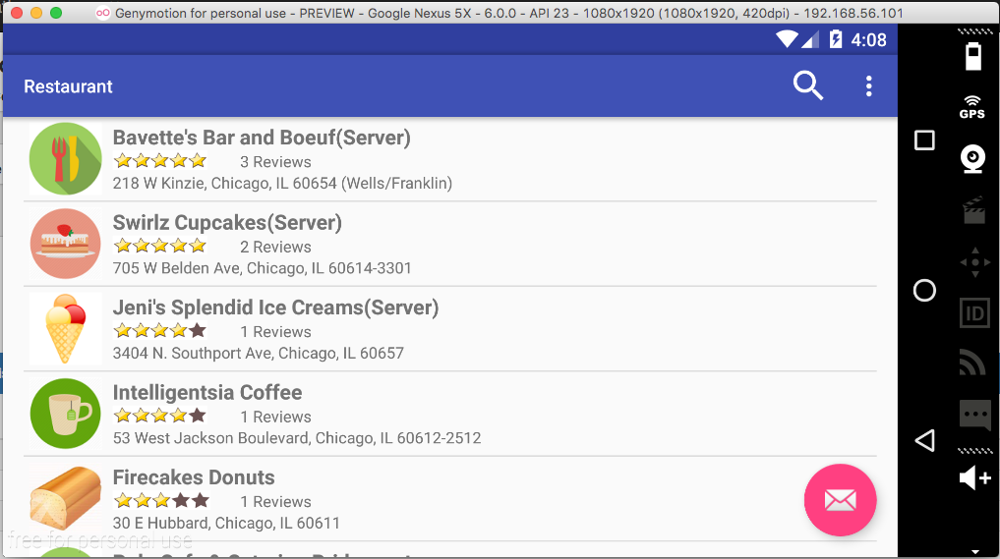 Genymotion for personal use - PREVIEW - Google Nexus 5X - 6.0.0 - API 23 - 1080x1920 (1080x1920, 420dpi) - 192.168.56.101
4:08
Restaurant
GPS
Bavette's Bar and Boeuf(Server)
3 Reviews
218 W Kinzie, Chicago, IL 60654 (Wells/Franklin)
Swirlz Cupcakes(Server)
2 Reviews
705 W Belden Ave, Chicago, IL 60614-3301
Jeni's Splendid Ice Creams(Server)
1 Reviews
3404 N. Southport Ave, Chicago, IL 60657
ID
Intelligentsia Coffee
1 Reviews
53 West Jackson Boulevard, Chicago, IL 60612-2512
Firecakes Donuts
1 Reviews
30 E Hubbard, Chicago, IL 60611
free for personal use